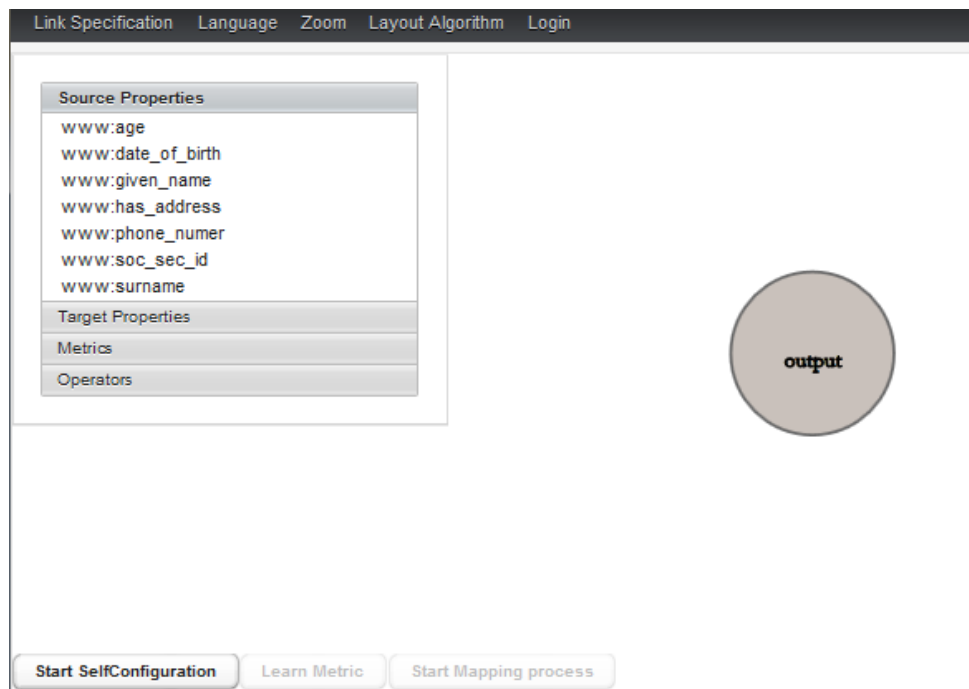 Link Specification Language Zoom Layout Algorithm Login
Source Properties
www:age
www:date_of_birth
www:given_name
www:has_address
www:phone_numer
www:soc_sec_id
www:surname
Target Properties
Metrics
Operators
output
Start SelfConfiguration Learn Metric Start Mapping process